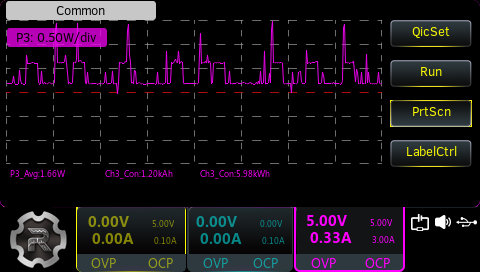 Common
P3: 0.50W/div
QicSet
Run
PrtScn
LabelCtrl
P3_Avg:1.66W Ch3_Con:1.20kAh Ch3_Con:5.98kWh
0.00V 5.00V 0.00V 0.00V 5.00V 5.00V
0.00A 0.10A 0.00A 0.10A 0.33A 3.00A
OVP OCP OVP OCP OVP OCP